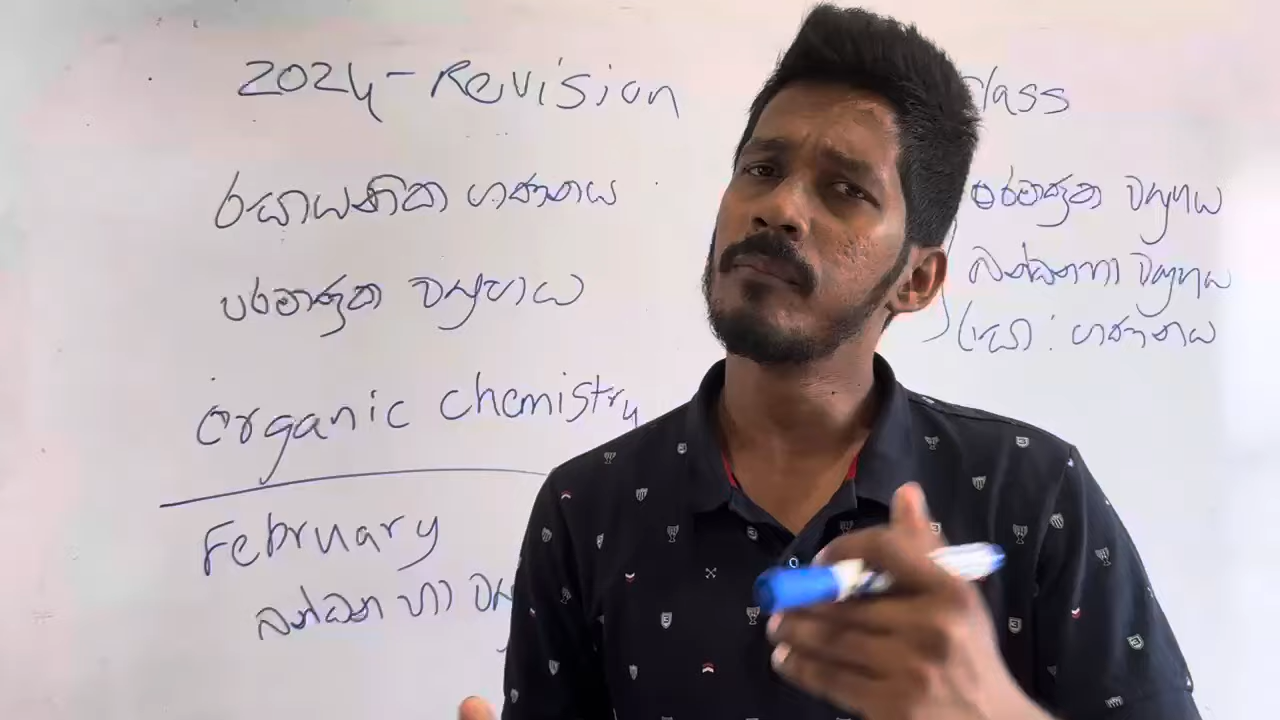 2024 - Revision class
රසායනික ගණනය
පරමාණුක ව්‍යුහය
organic chemistry
February
බන්ධන හා
පරමාණුක ව්‍යුහය
බන්ධන හා ව්‍යුහය
රසා : ගණනය